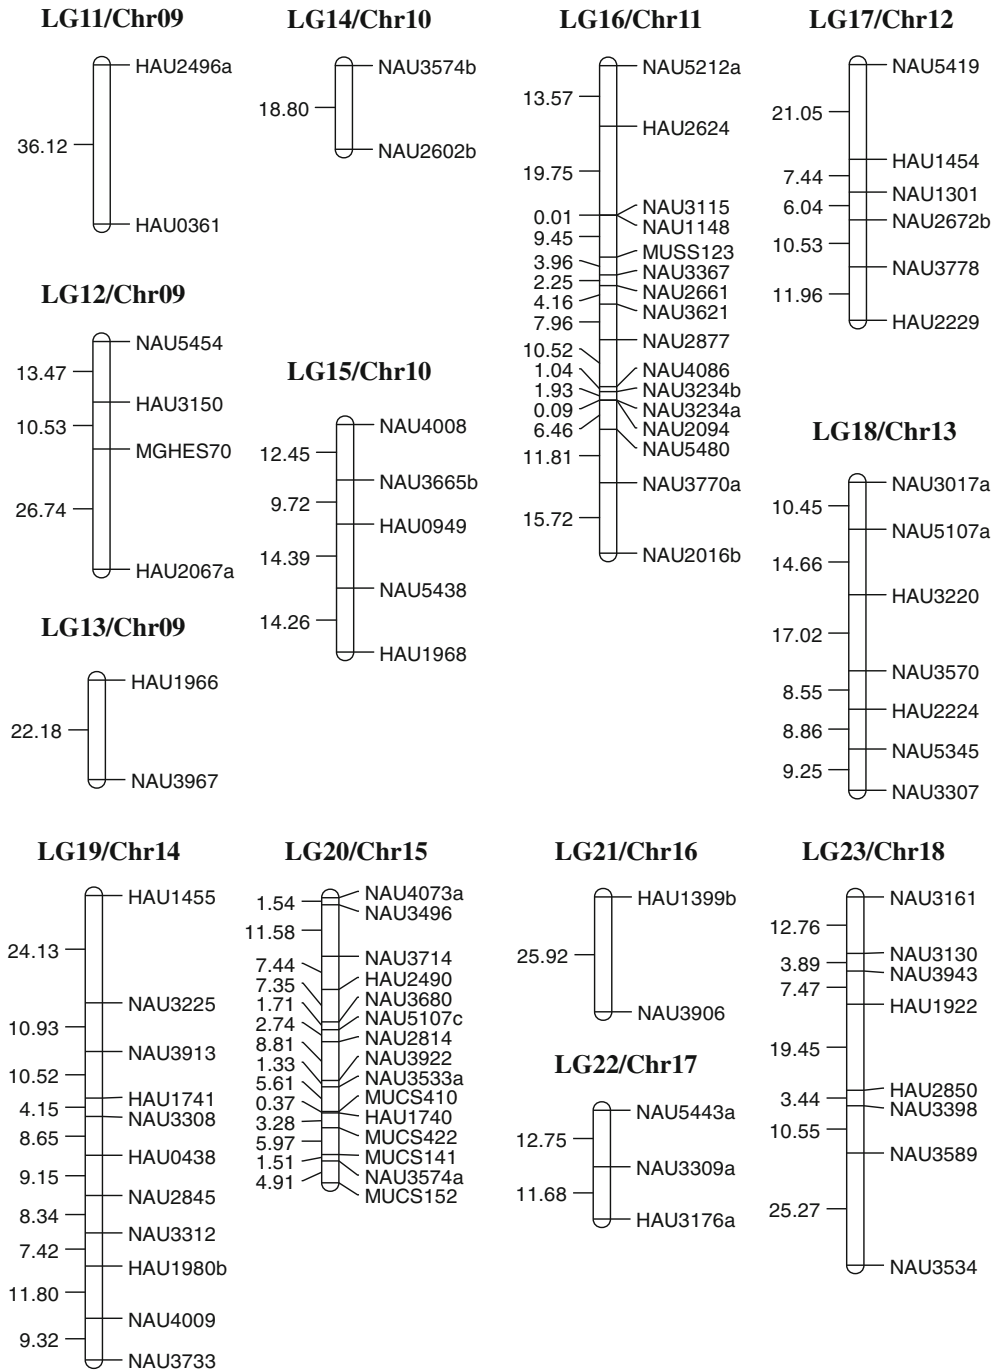 LG11/Chr09
HAU2496a
36.12
HAU0361
LG14/Chr10
NAU3574b
18.80
NAU2602b
LG16/Chr11
NAU5212a
13.57
HAU2624
19.75
NAU3115
0.01
NAU1148
9.45
MUSS123
3.96
NAU3367
2.25
NAU2661
4.16
NAU3621
7.96
NAU2877
10.52
NAU4086
1.04
NAU3234b
1.93
NAU3234a
0.09
NAU2094
6.46
NAU5480
11.81
NAU3770a
15.72
NAU2016b
LG17/Chr12
NAU5419
21.05
HAU1454
7.44
NAU1301
6.04
NAU2672b
10.53
NAU3778
11.96
HAU2229
LG12/Chr09
NAU5454
13.47
HAU3150
10.53
MGHES70
26.74
HAU2067a
LG15/Chr10
NAU4008
12.45
NAU3665b
9.72
HAU0949
14.39
NAU5438
14.26
HAU1968
LG18/Chr13
NAU3017a
10.45
NAU5107a
14.66
HAU3220
17.02
NAU3570
8.55
HAU2224
8.86
NAU5345
9.25
NAU3307
LG13/Chr09
HAU1966
22.18
NAU3967
LG19/Chr14
HAU1455
24.13
NAU3225
10.93
NAU3913
10.52
HAU1741
4.15
NAU3308
8.65
HAU0438
9.15
NAU2845
8.34
NAU3312
7.42
HAU1980b
11.80
NAU4009
9.32
NAU3733
LG20/Chr15
NAU4073a
1.54
NAU3496
11.58
NAU3714
7.44
HAU2490
7.35
NAU3680
1.71
NAU5107c
2.74
NAU2814
8.81
NAU3922
1.33
NAU3533a
5.61
MUCS410
0.37
HAU1740
3.28
MUCS422
5.97
MUCS141
1.51
NAU3574a
4.91
MUCS152
LG21/Chr16
HAU1399b
25.92
NAU3906
LG22/Chr17
NAU5443a
12.75
NAU3309a
11.68
HAU3176a
LG23/Chr18
NAU3161
12.76
NAU3130
3.89
NAU3943
7.47
HAU1922
19.45
HAU2850
3.44
NAU3398
10.55
NAU3589
25.27
NAU3534